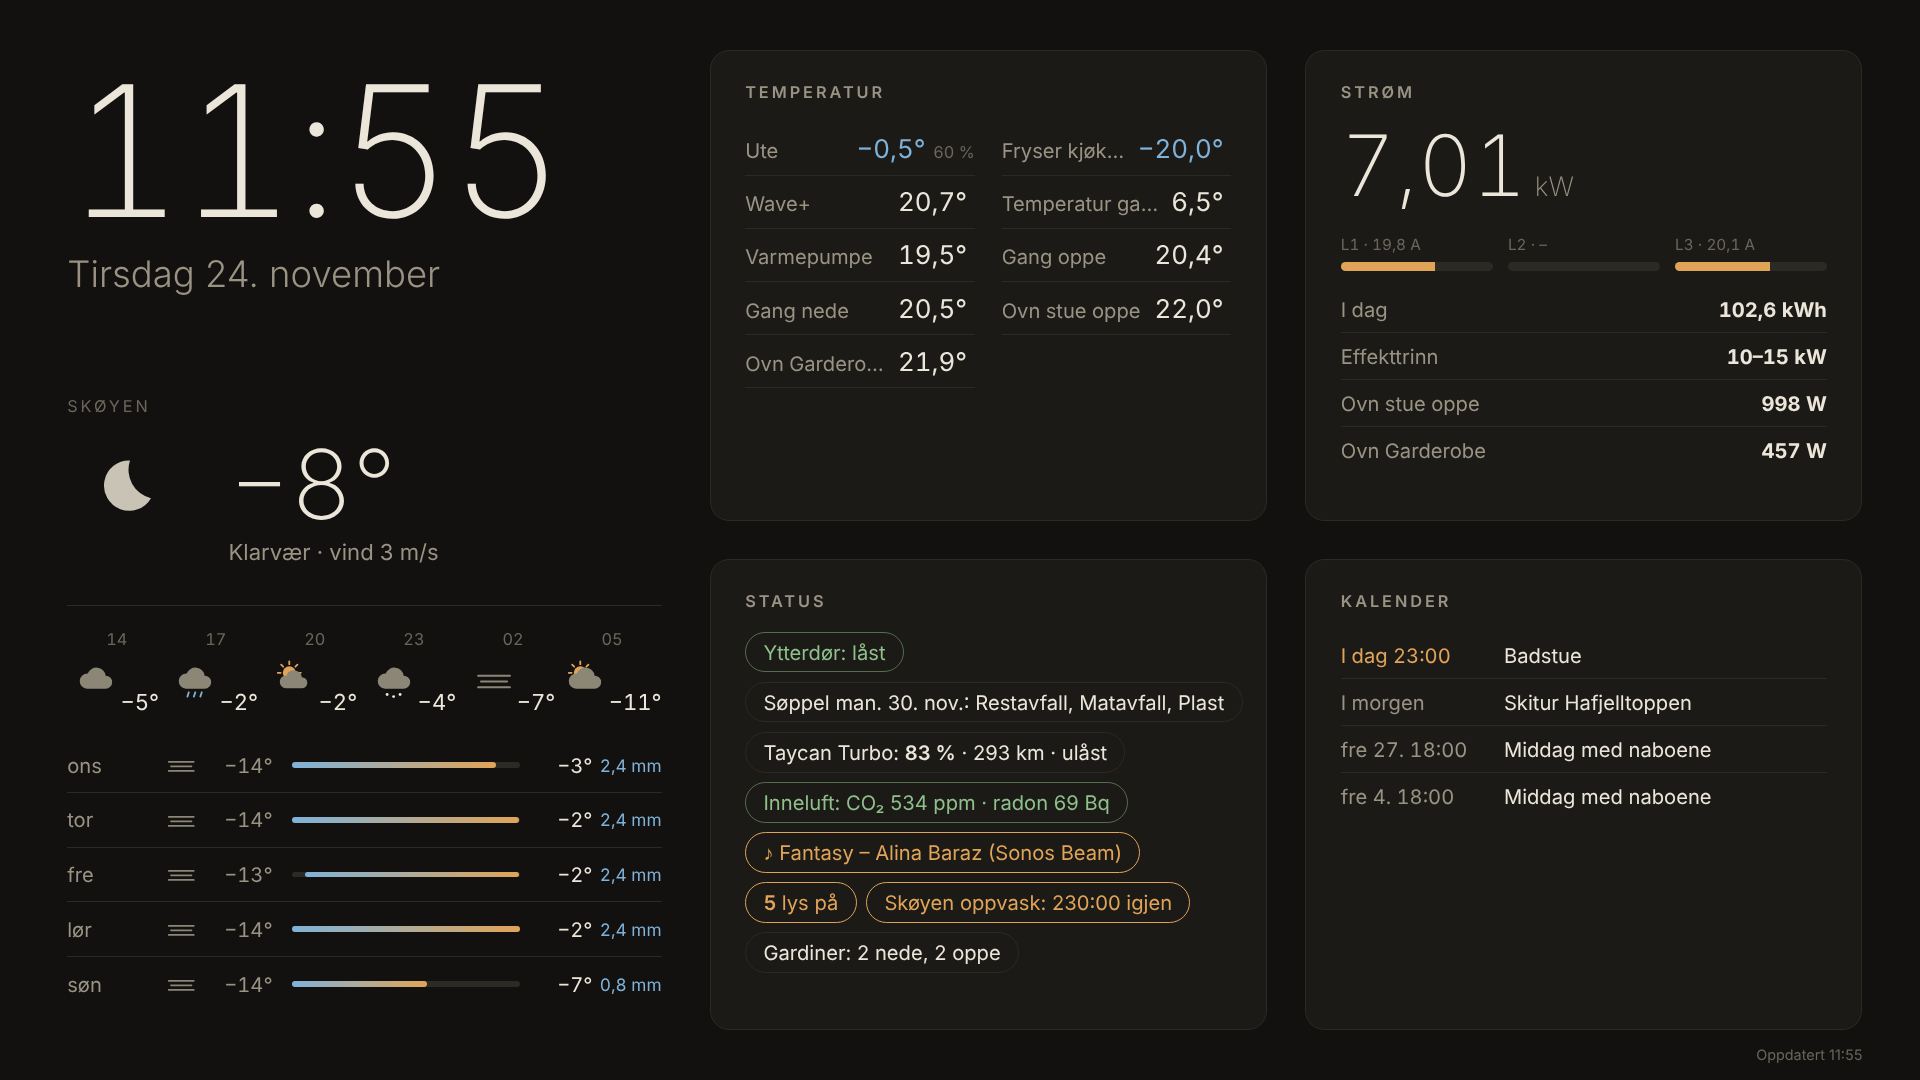 11:55
Tirsdag 24. november
SKØYEN
−8°
Klarvær · vind 3 m/s
14 17 20 23 02 05
−5° −2° −2° −4° −7° −11°
ons −14° −3° 2,4 mm
tor −14° −2° 2,4 mm
fre −13° −2° 2,4 mm
lør −14° −2° 2,4 mm
søn −14° −7° 0,8 mm
TEMPERATUR
Ute −0,5° 60 % Fryser kjøk... −20,0°
Wave+ 20,7° Temperatur ga... 6,5°
Varmepumpe 19,5° Gang oppe 20,4°
Gang nede 20,5° Ovn stue oppe 22,0°
Ovn Gardero... 21,9°
STRØM
7,01 kW
L1 · 19,8 A L2 · – L3 · 20,1 A
I dag 102,6 kWh
Effekttrinn 10–15 kW
Ovn stue oppe 998 W
Ovn Garderobe 457 W
STATUS
Ytterdør: låst
Søppel man. 30. nov.: Restavfall, Matavfall, Plast
Taycan Turbo: 83 % · 293 km · ulåst
Inneluft: CO₂ 534 ppm · radon 69 Bq
♪ Fantasy – Alina Baraz (Sonos Beam)
5 lys på Skøyen oppvask: 230:00 igjen
Gardiner: 2 nede, 2 oppe
KALENDER
I dag 23:00 Badstue
I morgen Skitur Hafjelltoppen
fre 27. 18:00 Middag med naboene
fre 4. 18:00 Middag med naboene
Oppdatert 11:55